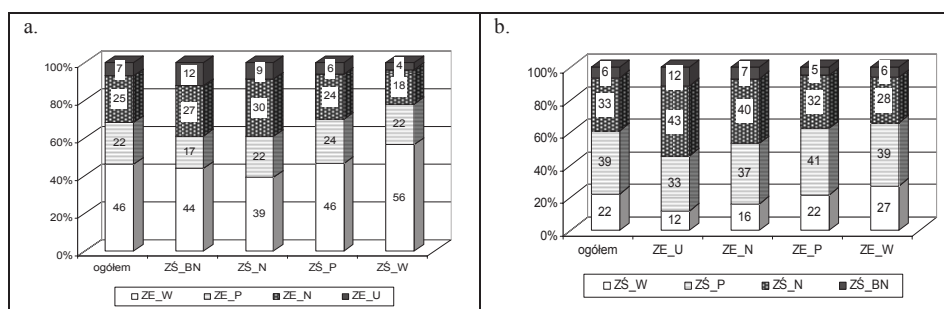 a.
100%
80%
60%
40%
20%
0%
7 12 9 6 4
25 27 30 24 18
22 17 22 24 22
46 44 39 46 56
ogółem ZŚ_BN ZŚ_N ZŚ_P ZŚ_W
ZE_W ZE_P ZE_N ZE_U
b.
100%
80%
60%
40%
20%
0%
6 12 7 5 6
33 43 40 32 28
39 33 37 41 39
22 12 16 22 27
ogółem ZE_U ZE_N ZE_P ZE_W
ZŚ_W ZŚ_P ZŚ_N ZŚ_BN